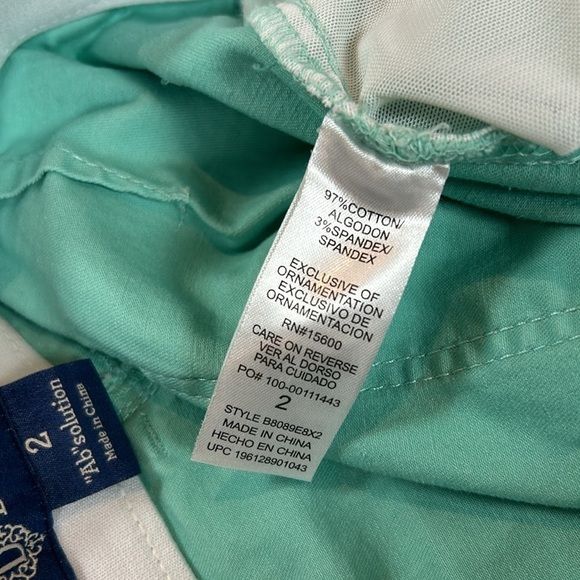 97%COTTON/
ALGODON
3%SPANDEX/
SPANDEX
EXCLUSIVE OF
ORNAMENTATION
EXCLUSIVO DE
ORNAMENTACIÓN
RN#15600
CARE ON REVERSE
VER AL DORSO
PARA CUIDADO
PO# 100-00111443
2
STYLE B8089E8X2
MADE IN CHINA
HECHO EN CHINA
UPC 196128901043
2
"Ab"solution
Made in China